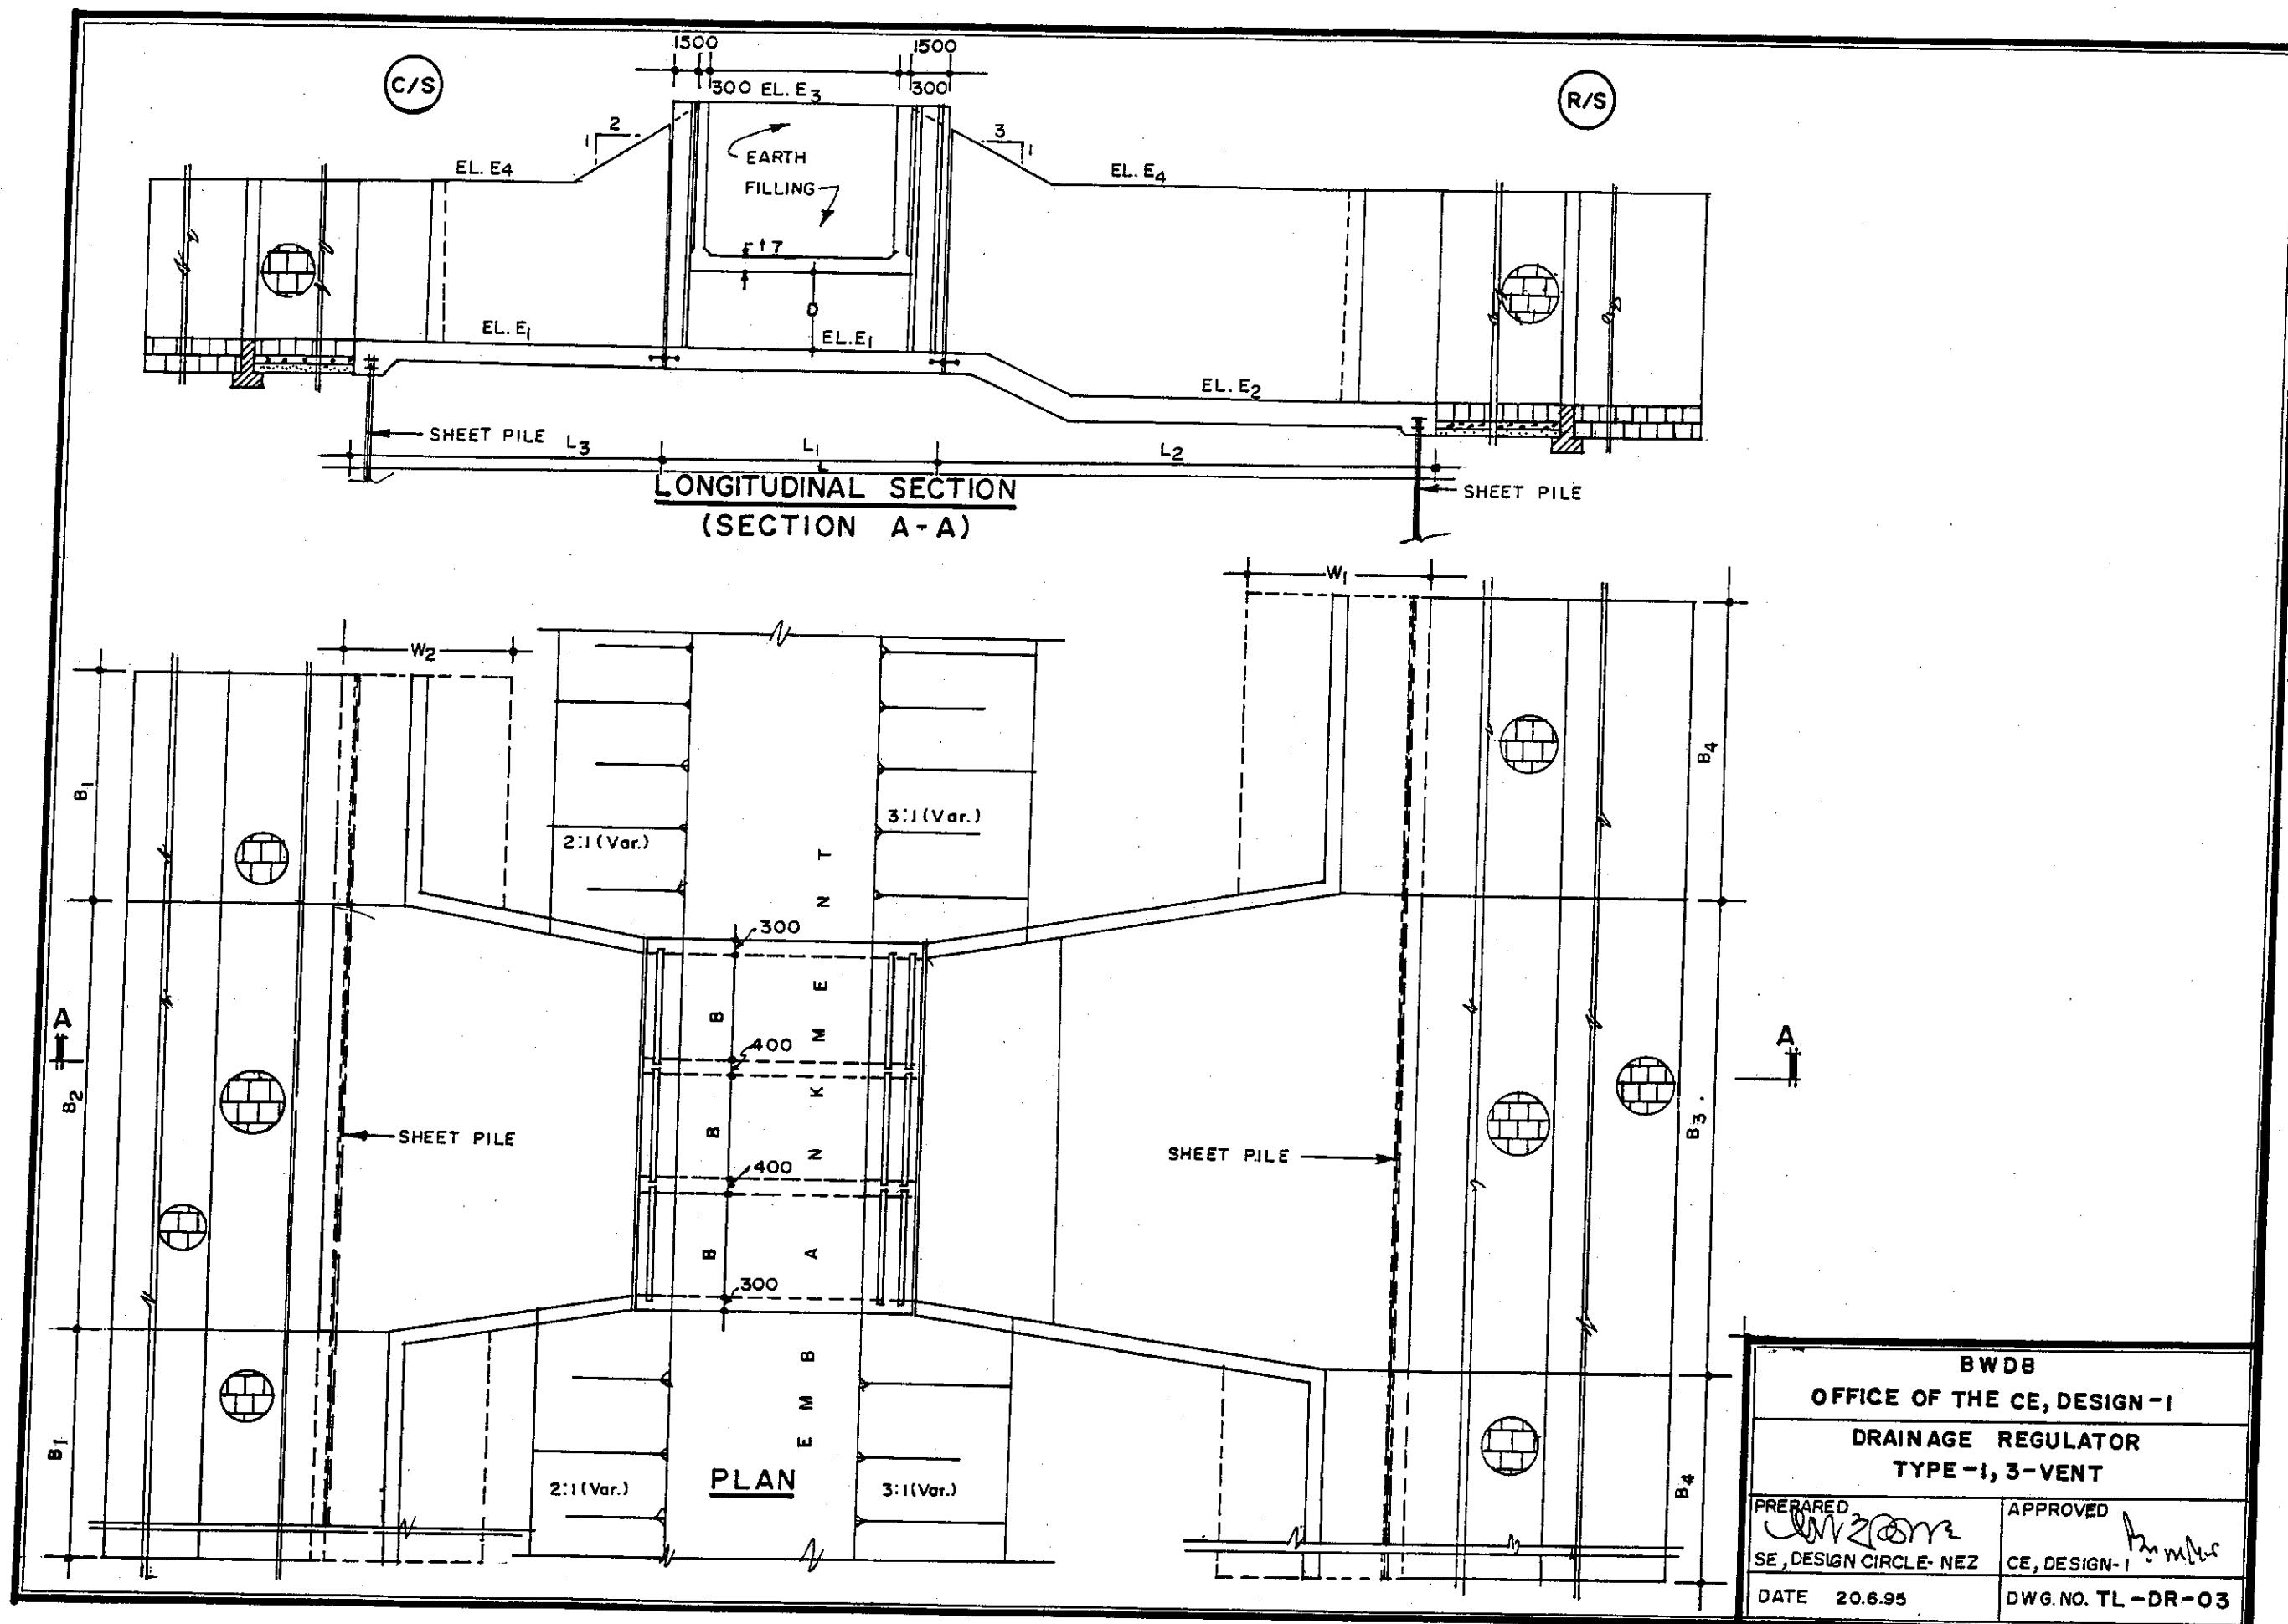 C/S
1500
1500
300 EL. E3
300
R/S
2
1
3
1
EL. E4
EARTH
FILLING
EL. E4
t7
D
EL. E1
EL. E1
EL. E2
SHEET PILE
L3
L1
L2
L
SHEET PILE
LONGITUDINAL SECTION
(SECTION A-A)
W1
W2
B1
B4
2:1 (Var.)
3:1 (Var.)
300
B
400
A
A
B2
B
B3
SHEET PILE
SHEET PILE
400
B
300
EMBANKMENT
B1
B4
2:1 (Var.)
PLAN
3:1 (Var.)
BWDB
OFFICE OF THE CE, DESIGN-1
DRAINAGE REGULATOR
TYPE-1, 3-VENT
PREPARED
APPROVED
SE, DESIGN CIRCLE-NEZ
CE, DESIGN-1
DATE 20.6.95
DWG. NO. TL-DR-03